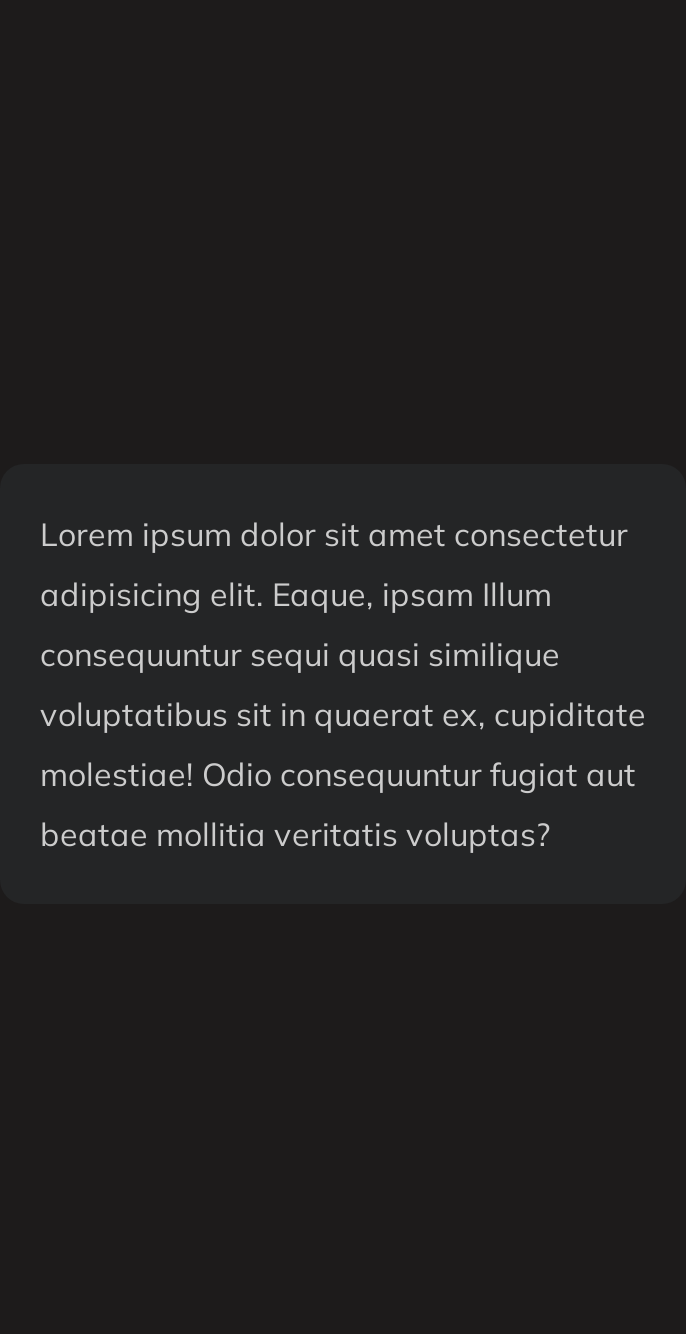 Lorem ipsum dolor sit amet consectetur
adipisicing elit. Eaque, ipsam Illum
consequuntur sequi quasi similique
voluptatibus sit in quaerat ex, cupiditate
molestiae! Odio consequuntur fugiat aut
beatae mollitia veritatis voluptas?